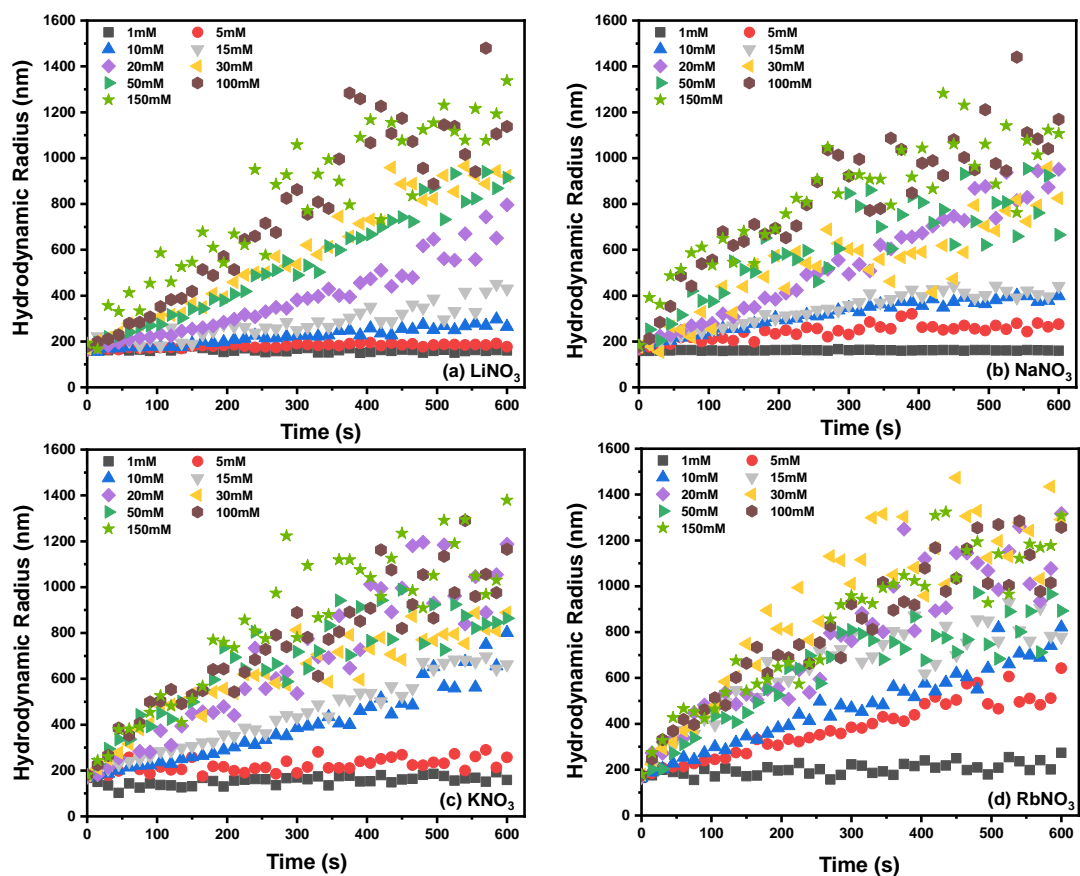 1600
1400
1200
1000
800
600
400
200
0
Hydrodynamic Radius (nm)
1mM 5mM
10mM 15mM
20mM 30mM
50mM 100mM
150mM
(a) LiNO3
0 100 200 300 400 500 600
Time (s)
1600
1400
1200
1000
800
600
400
200
0
Hydrodynamic Radius (nm)
1mM 5mM
10mM 15mM
20mM 30mM
50mM 100mM
150mM
(b) NaNO3
0 100 200 300 400 500 600
Time (s)
1600
1400
1200
1000
800
600
400
200
0
Hydrodynamic Radius (nm)
1mM 5mM
10mM 15mM
20mM 30mM
50mM 100mM
150mM
(c) KNO3
0 100 200 300 400 500 600
Time (s)
1600
1400
1200
1000
800
600
400
200
0
Hydrodynamic Radius (nm)
1mM 5mM
10mM 15mM
20mM 30mM
50mM 100mM
150mM
(d) RbNO3
0 100 200 300 400 500 600
Time (s)